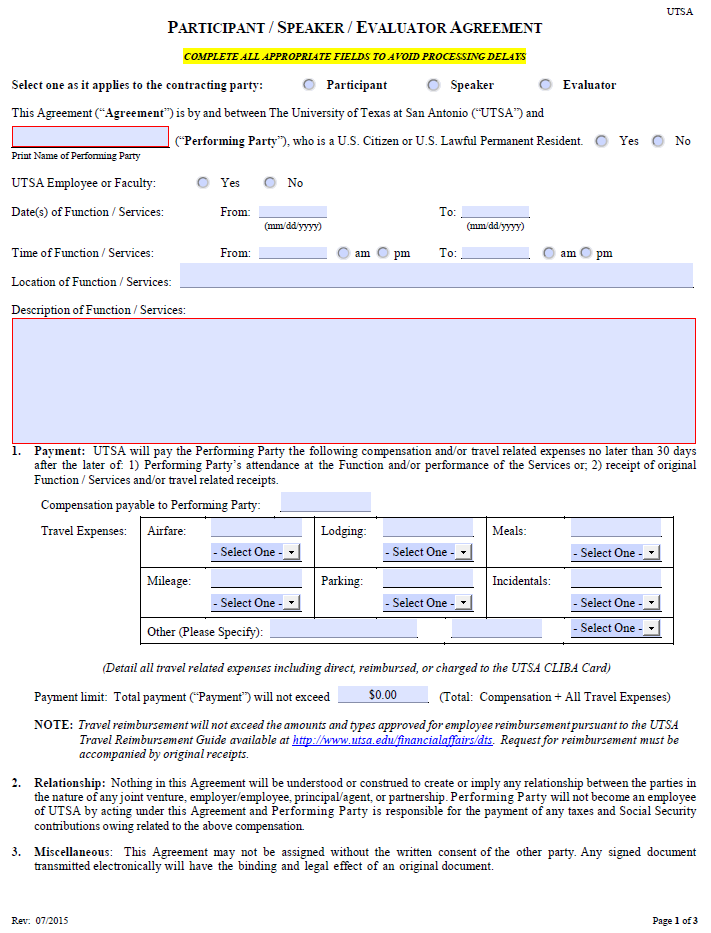 UTSA
PARTICIPANT / SPEAKER / EVALUATOR AGREEMENT
COMPLETE ALL APPROPRIATE FIELDS TO AVOID PROCESSING DELAYS
Select one as it applies to the contracting party: Participant Speaker Evaluator
This Agreement (“Agreement”) is by and between The University of Texas at San Antonio (“UTSA”) and
(“Performing Party”), who is a U.S. Citizen or U.S. Lawful Permanent Resident. Yes No
Print Name of Performing Party
UTSA Employee or Faculty: Yes No
Date(s) of Function / Services: From: To:
(mm/dd/yyyy) (mm/dd/yyyy)
Time of Function / Services: From: am pm To: am pm
Location of Function / Services:
Description of Function / Services:
1. Payment: UTSA will pay the Performing Party the following compensation and/or travel related expenses no later than 30 days
after the later of: 1) Performing Party’s attendance at the Function and/or performance of the Services or; 2) receipt of original
Function / Services and/or travel related receipts.
Compensation payable to Performing Party:
Travel Expenses: Airfare: Lodging: Meals:
- Select One - - Select One - - Select One -
Mileage: Parking: Incidentals:
- Select One - - Select One - - Select One -
Other (Please Specify): - Select One -
(Detail all travel related expenses including direct, reimbursed, or charged to the UTSA CLIBA Card)
Payment limit: Total payment (“Payment”) will not exceed $0.00 (Total: Compensation + All Travel Expenses)
NOTE: Travel reimbursement will not exceed the amounts and types approved for employee reimbursement pursuant to the UTSA
Travel Reimbursement Guide available at http://www.utsa.edu/financialaffairs/dts. Request for reimbursement must be
accompanied by original receipts.
2. Relationship: Nothing in this Agreement will be understood or construed to create or imply any relationship between the parties in
the nature of any joint venture, employer/employee, principal/agent, or partnership. Performing Party will not become an employee
of UTSA by acting under this Agreement and Performing Party is responsible for the payment of any taxes and Social Security
contributions owing related to the above compensation.
3. Miscellaneous: This Agreement may not be assigned without the written consent of the other party. Any signed document
transmitted electronically will have the binding and legal effect of an original document.
Rev: 07/2015 Page 1 of 3